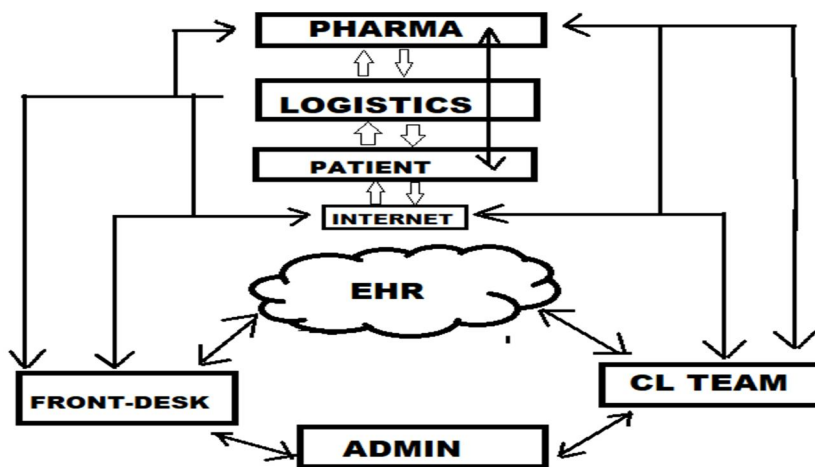 PHARMA
LOGISTICS
PATIENT
INTERNET
EHR
FRONT-DESK
CL TEAM
ADMIN